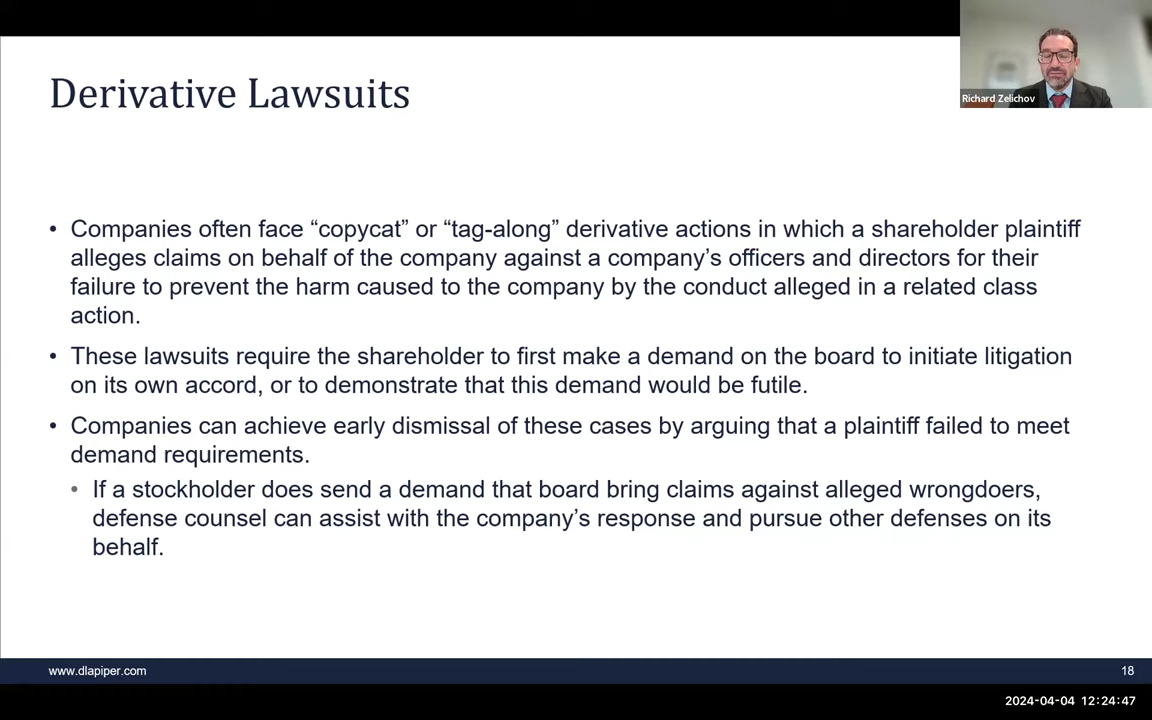 Derivative Lawsuits
Richard Zelichov
• Companies often face “copycat” or “tag-along” derivative actions in which a shareholder plaintiff
alleges claims on behalf of the company against a company’s officers and directors for their
failure to prevent the harm caused to the company by the conduct alleged in a related class
action.
• These lawsuits require the shareholder to first make a demand on the board to initiate litigation
on its own accord, or to demonstrate that this demand would be futile.
• Companies can achieve early dismissal of these cases by arguing that a plaintiff failed to meet
demand requirements.
• If a stockholder does send a demand that board bring claims against alleged wrongdoers,
defense counsel can assist with the company’s response and pursue other defenses on its
behalf.
www.dlapiper.com
18
2024-04-04 12:24:47